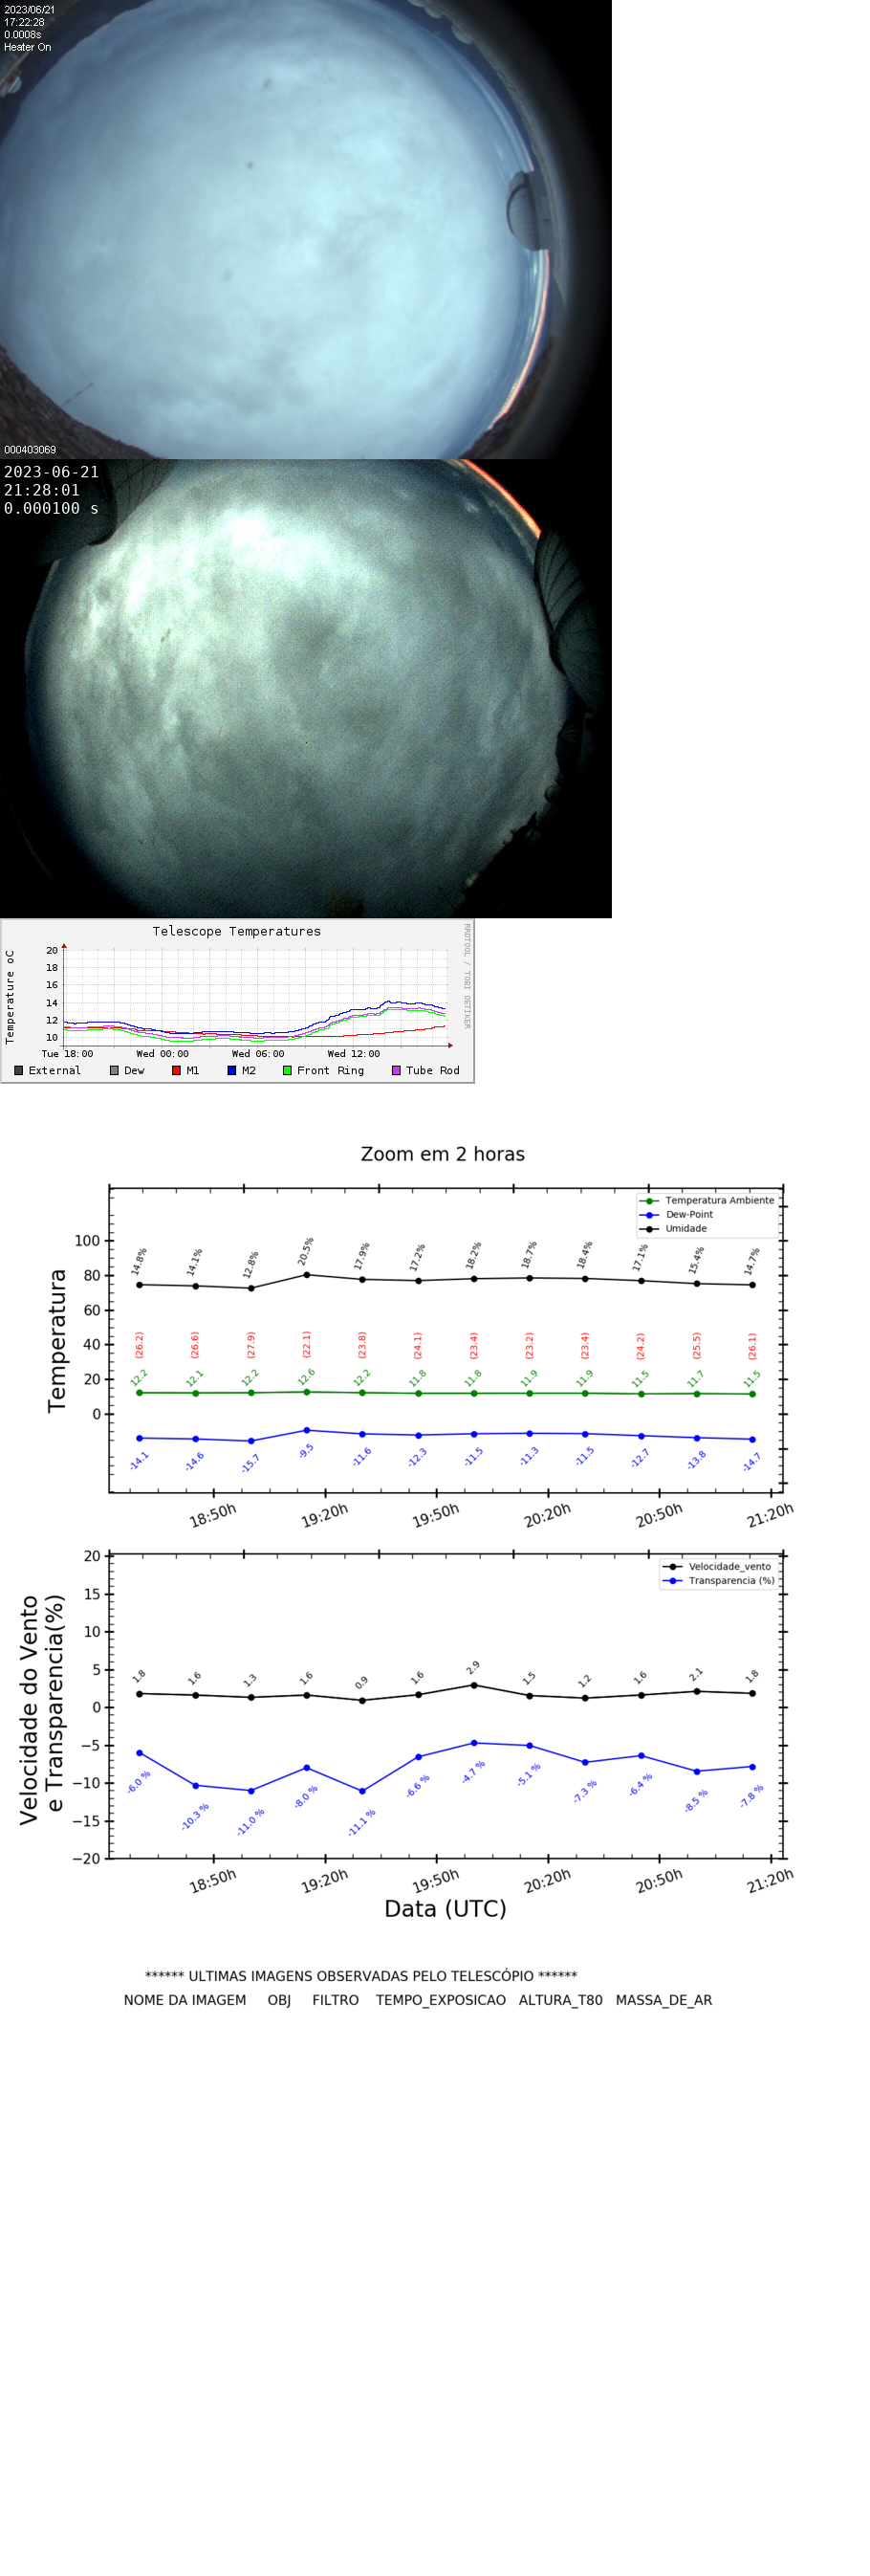 2023/06/21
17:22:28
0.0008s
Heater On
000403069
2023-06-21
21:28:01
0.000100 s
Telescope Temperatures
RRDTOOL / TOBI OETIKER
Temperature oC
20
18
16
14
12
10
Tue 18:00 Wed 00:00 Wed 06:00 Wed 12:00
External Dew M1 M2 Front Ring Tube Rod
Zoom em 2 horas
Temperatura Ambiente
Dew-Point
Umidade
Temperatura
100
80
60
40
20
0
14.8% 14.1% 12.8% 20.5% 17.9% 17.2% 18.2% 18.7% 18.4% 17.1% 15.4% 14.7%
(26.2) (26.6) (27.9) (22.1) (23.8) (24.1) (23.4) (23.2) (23.4) (24.2) (25.5) (26.1)
12.2 12.1 12.2 12.6 12.2 11.8 11.8 11.9 11.9 11.5 11.7 11.5
-14.1 -14.6 -15.7 -9.5 -11.6 -12.3 -11.5 -11.3 -11.5 -12.7 -13.8 -14.7
18:50h 19:20h 19:50h 20:20h 20:50h 21:20h
Velocidade_vento
Transparencia (%)
Velocidade do Vento
e Transparencia(%)
20
15
10
5
0
−5
−10
−15
−20
1.8 1.6 1.3 1.6 0.9 1.6 2.9 1.5 1.2 1.6 2.1 1.8
-6.0 % -10.3 % -11.0 % -8.0 % -11.1 % -6.6 % -4.7 % -5.1 % -7.3 % -6.4 % -8.5 % -7.8 %
18:50h 19:20h 19:50h 20:20h 20:50h 21:20h
Data (UTC)
****** ULTIMAS IMAGENS OBSERVADAS PELO TELESCÓPIO ******
NOME DA IMAGEM OBJ FILTRO TEMPO_EXPOSICAO ALTURA_T80 MASSA_DE_AR